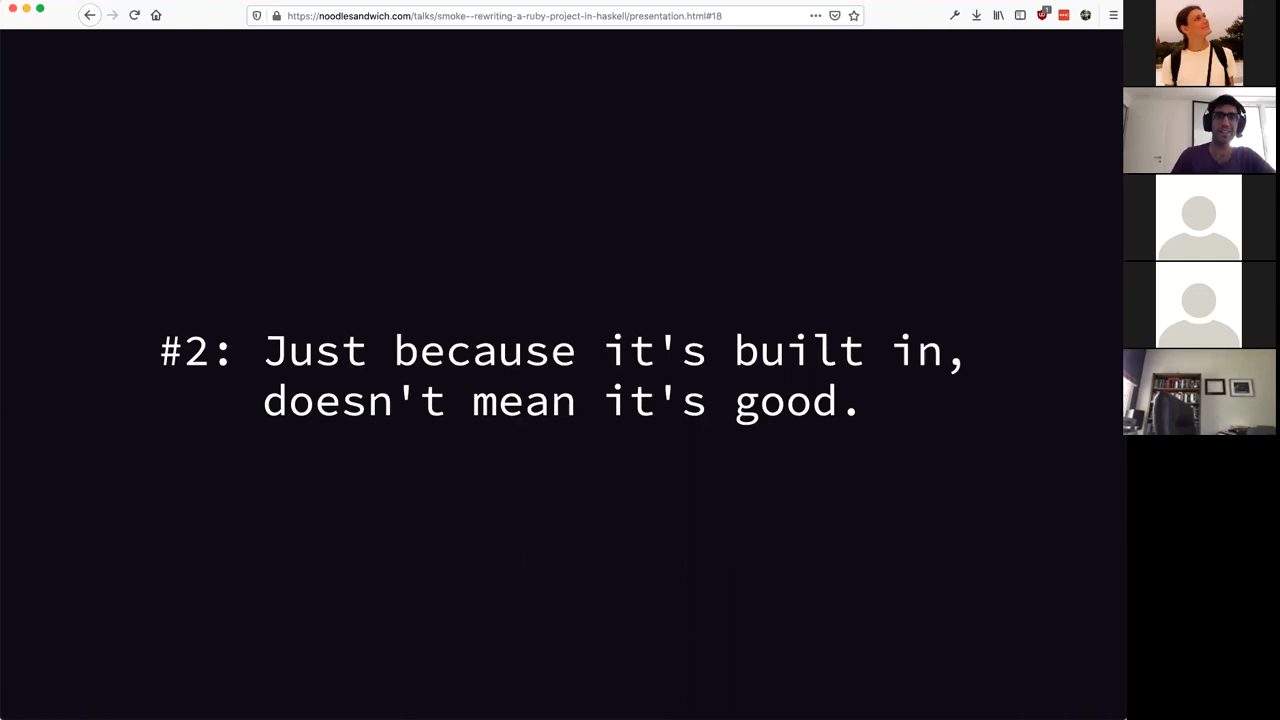 https://noodlesandwich.com/talks/smoke--rewriting-a-ruby-project-in-haskell/presentation.html#18
1
#2: Just because it's built in,
doesn't mean it's good.